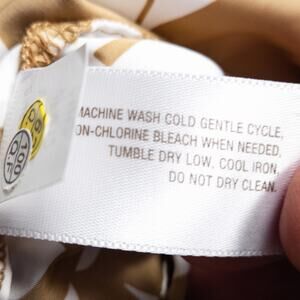 MACHINE WASH COLD GENTLE CYCLE,
ON-CHLORINE BLEACH WHEN NEEDED,
TUMBLE DRY LOW, COOL IRON,
DO NOT DRY CLEAN.
100